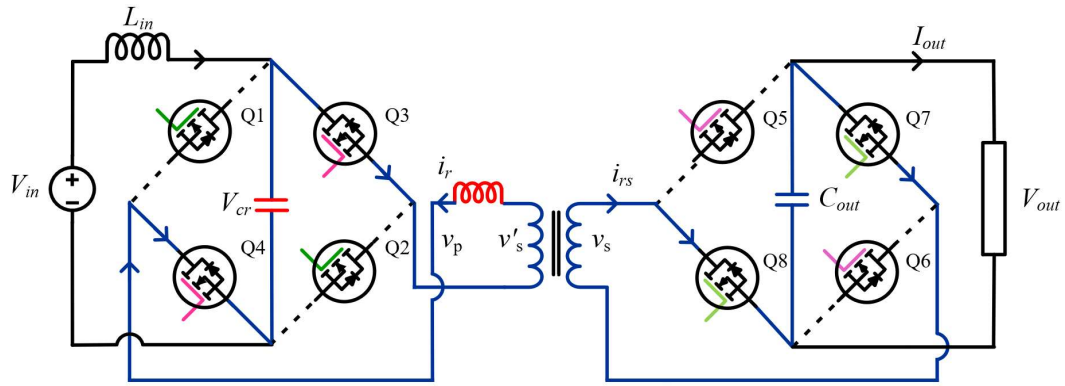 L_in
I_out
Q1
Q3
Q5
Q7
V_in
V_cr
i_r
i_rs
C_out
V_out
Q4
Q2
v_p
v'_s
v_s
Q8
Q6